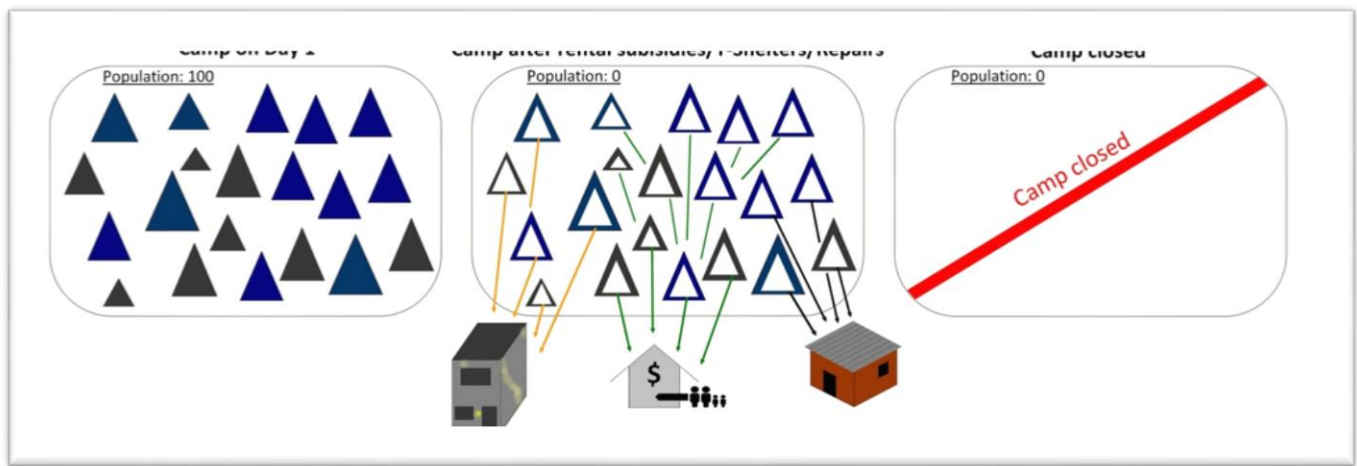 Camp on Day 1
Camp after rental subsidies/T-Shelters/Repairs
Camp closed
Population: 100
Population: 0
Population: 0
Camp closed
$